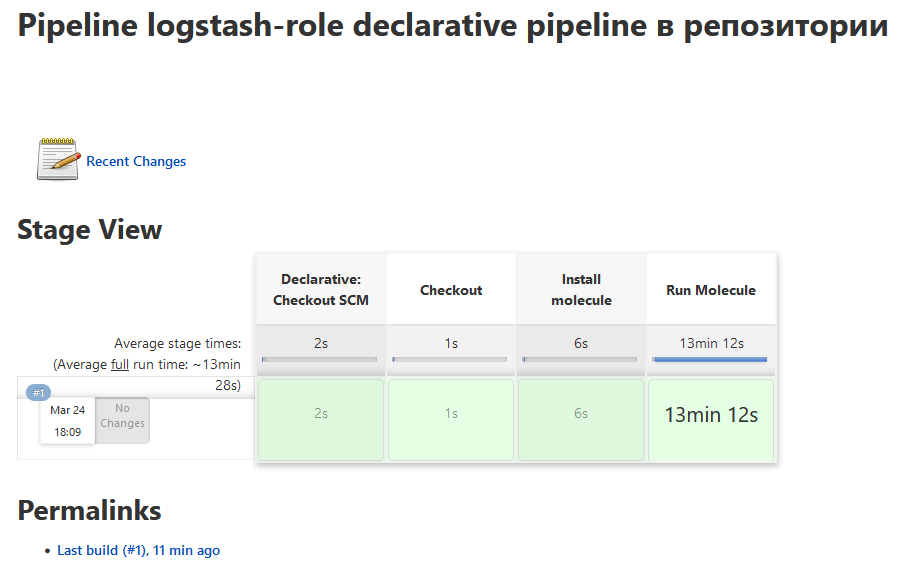 Pipeline logstash-role declarative pipeline в репозитории
Recent Changes
Stage View
Declarative:
Checkout SCM
Checkout
Install
molecule
Run Molecule
Average stage times:
(Average full run time: ~13min
28s)
2s
1s
6s
13min 12s
#1
Mar 24
18:09
No
Changes
2s
1s
6s
13min 12s
Permalinks
• Last build (#1), 11 min ago